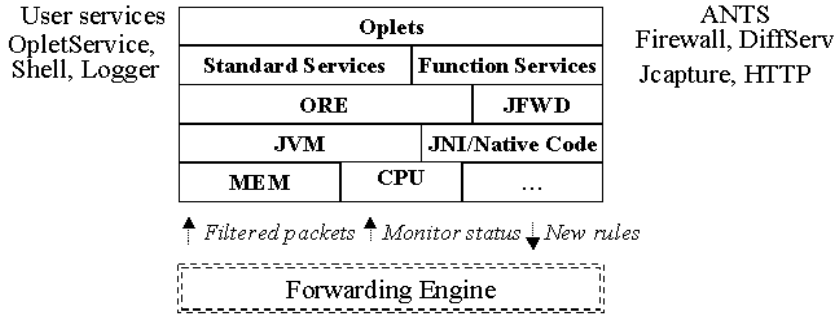 User services
OpletService,
Shell, Logger
Oplets
Standard Services Function Services
ORE JFWD
JVM JNI/Native Code
MEM CPU ...
ANTS
Firewall, DiffServ
Jcapture, HTTP
Filtered packets Monitor status New rules
Forwarding Engine